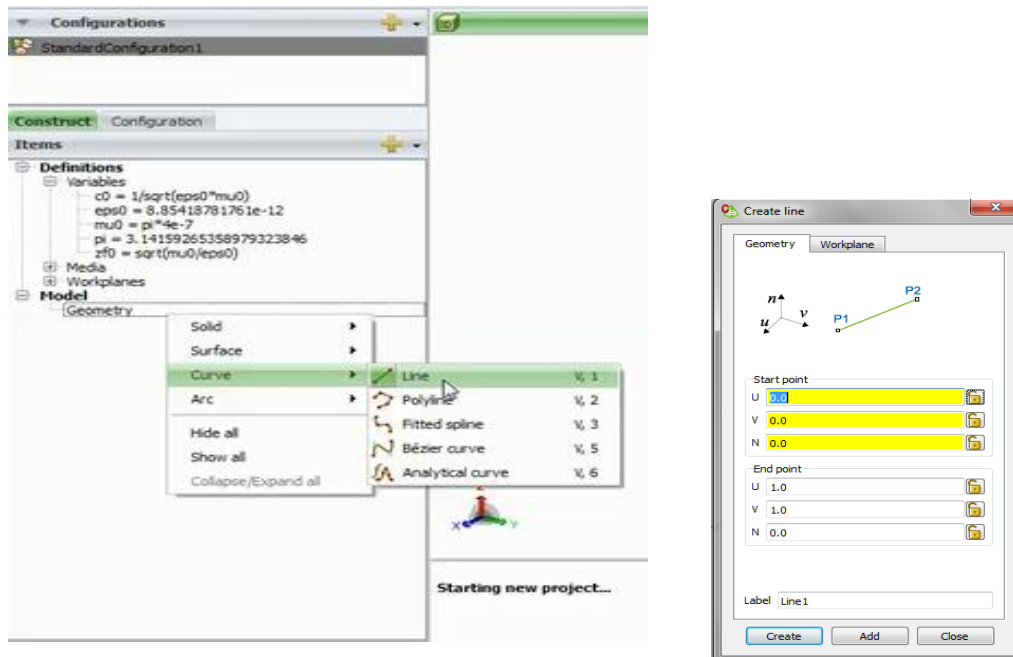 Configurations
StandardConfiguration1
Construct Configuration
Items
Definitions
Variables
c0 = 1/sqrt(eps0*mu0)
eps0 = 8.85418781761e-12
mu0 = pi*4e-7
pi = 3.14159265358979323846
zf0 = sqrt(mu0/eps0)
Media
Workplanes
Model
Geometry
Solid
Surface
Curve
Arc
Hide all
Show all
Collapse/Expand all
Line V, 1
Polyline V, 2
Fitted spline V, 3
Bézier curve V, 5
Analytical curve V, 6
Z
X Y
Starting new project...
Create line
Geometry Workplane
n
u v
P1 P2
Start point
U 0.0
V 0.0
N 0.0
End point
U 1.0
V 1.0
N 0.0
Label Line1
Create Add Close